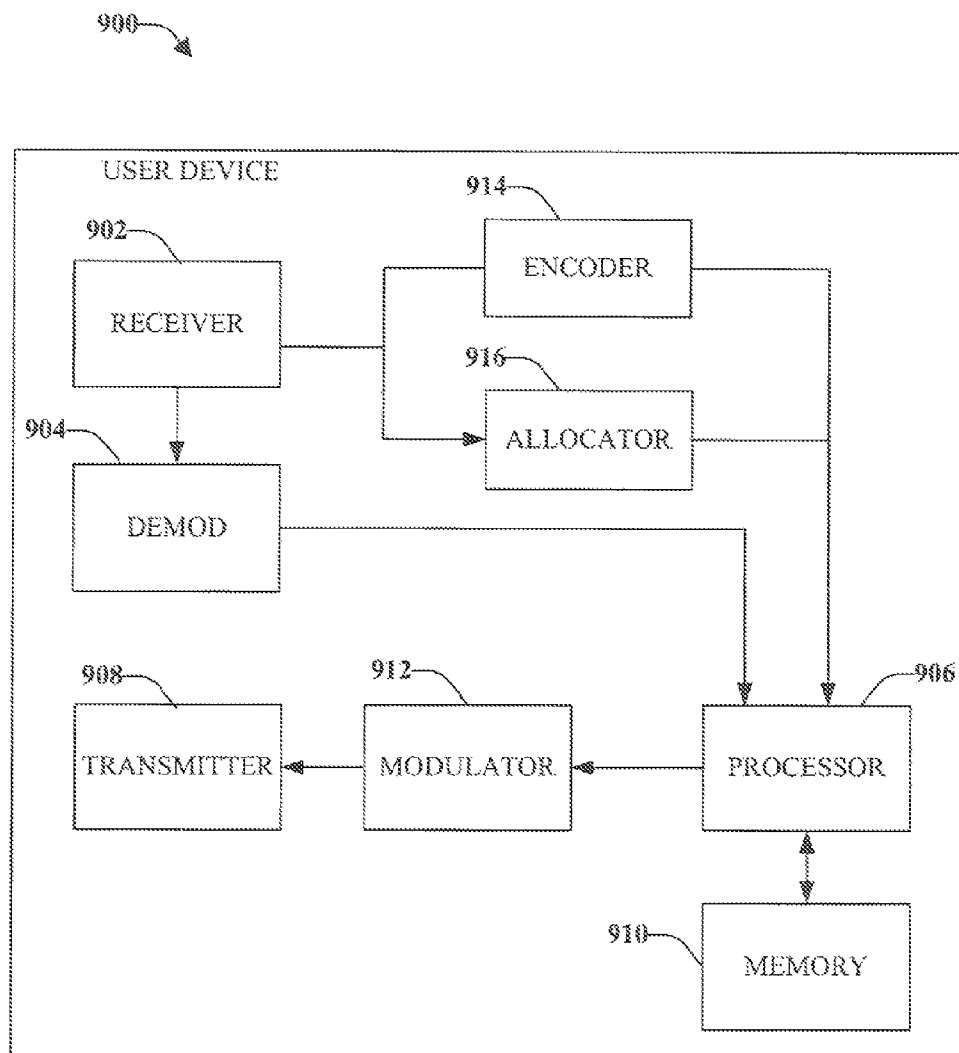 900
USER DEVICE
914
902
ENCODER
RECEIVER
916
904
ALLOCATOR
DEMOD
908
912
906
TRANSMITTER
MODULATOR
PROCESSOR
910
MEMORY